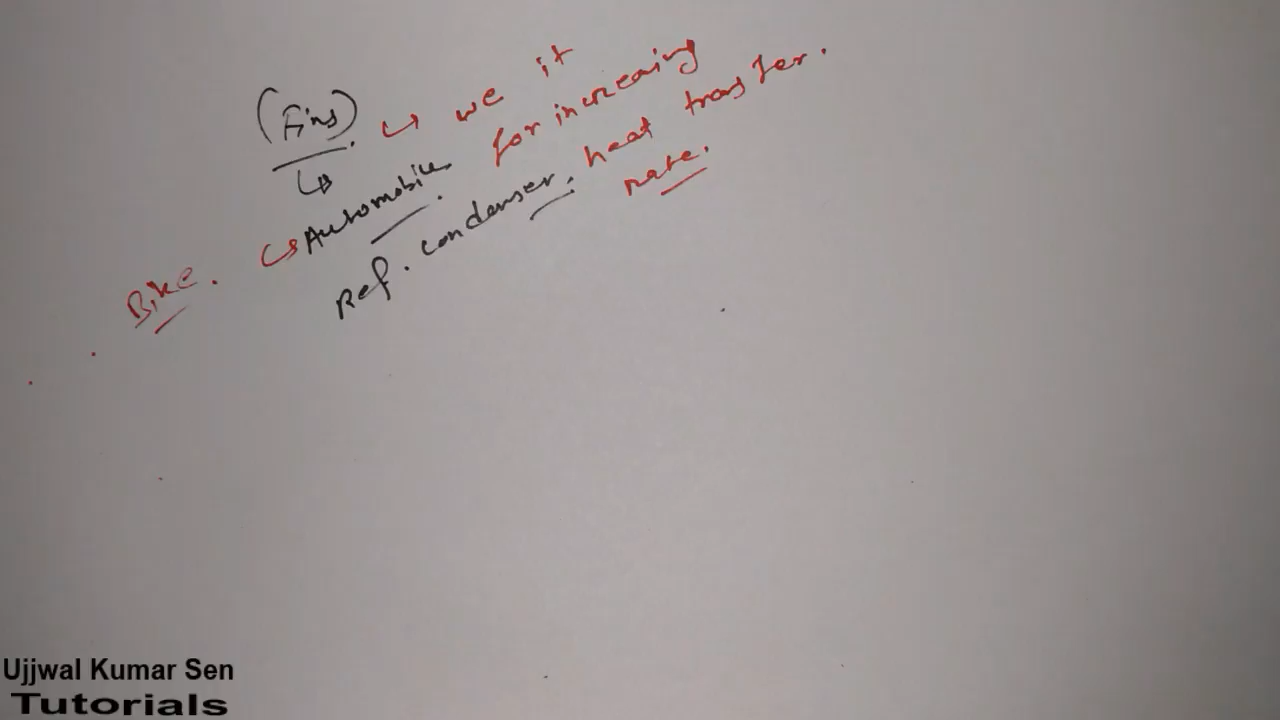 (Fins) ↳ we it
for increasing
heat transfer.
rate.
↳ Automobile.
Ref. condenser.
Bike.
Ujjwal Kumar Sen
Tutorials